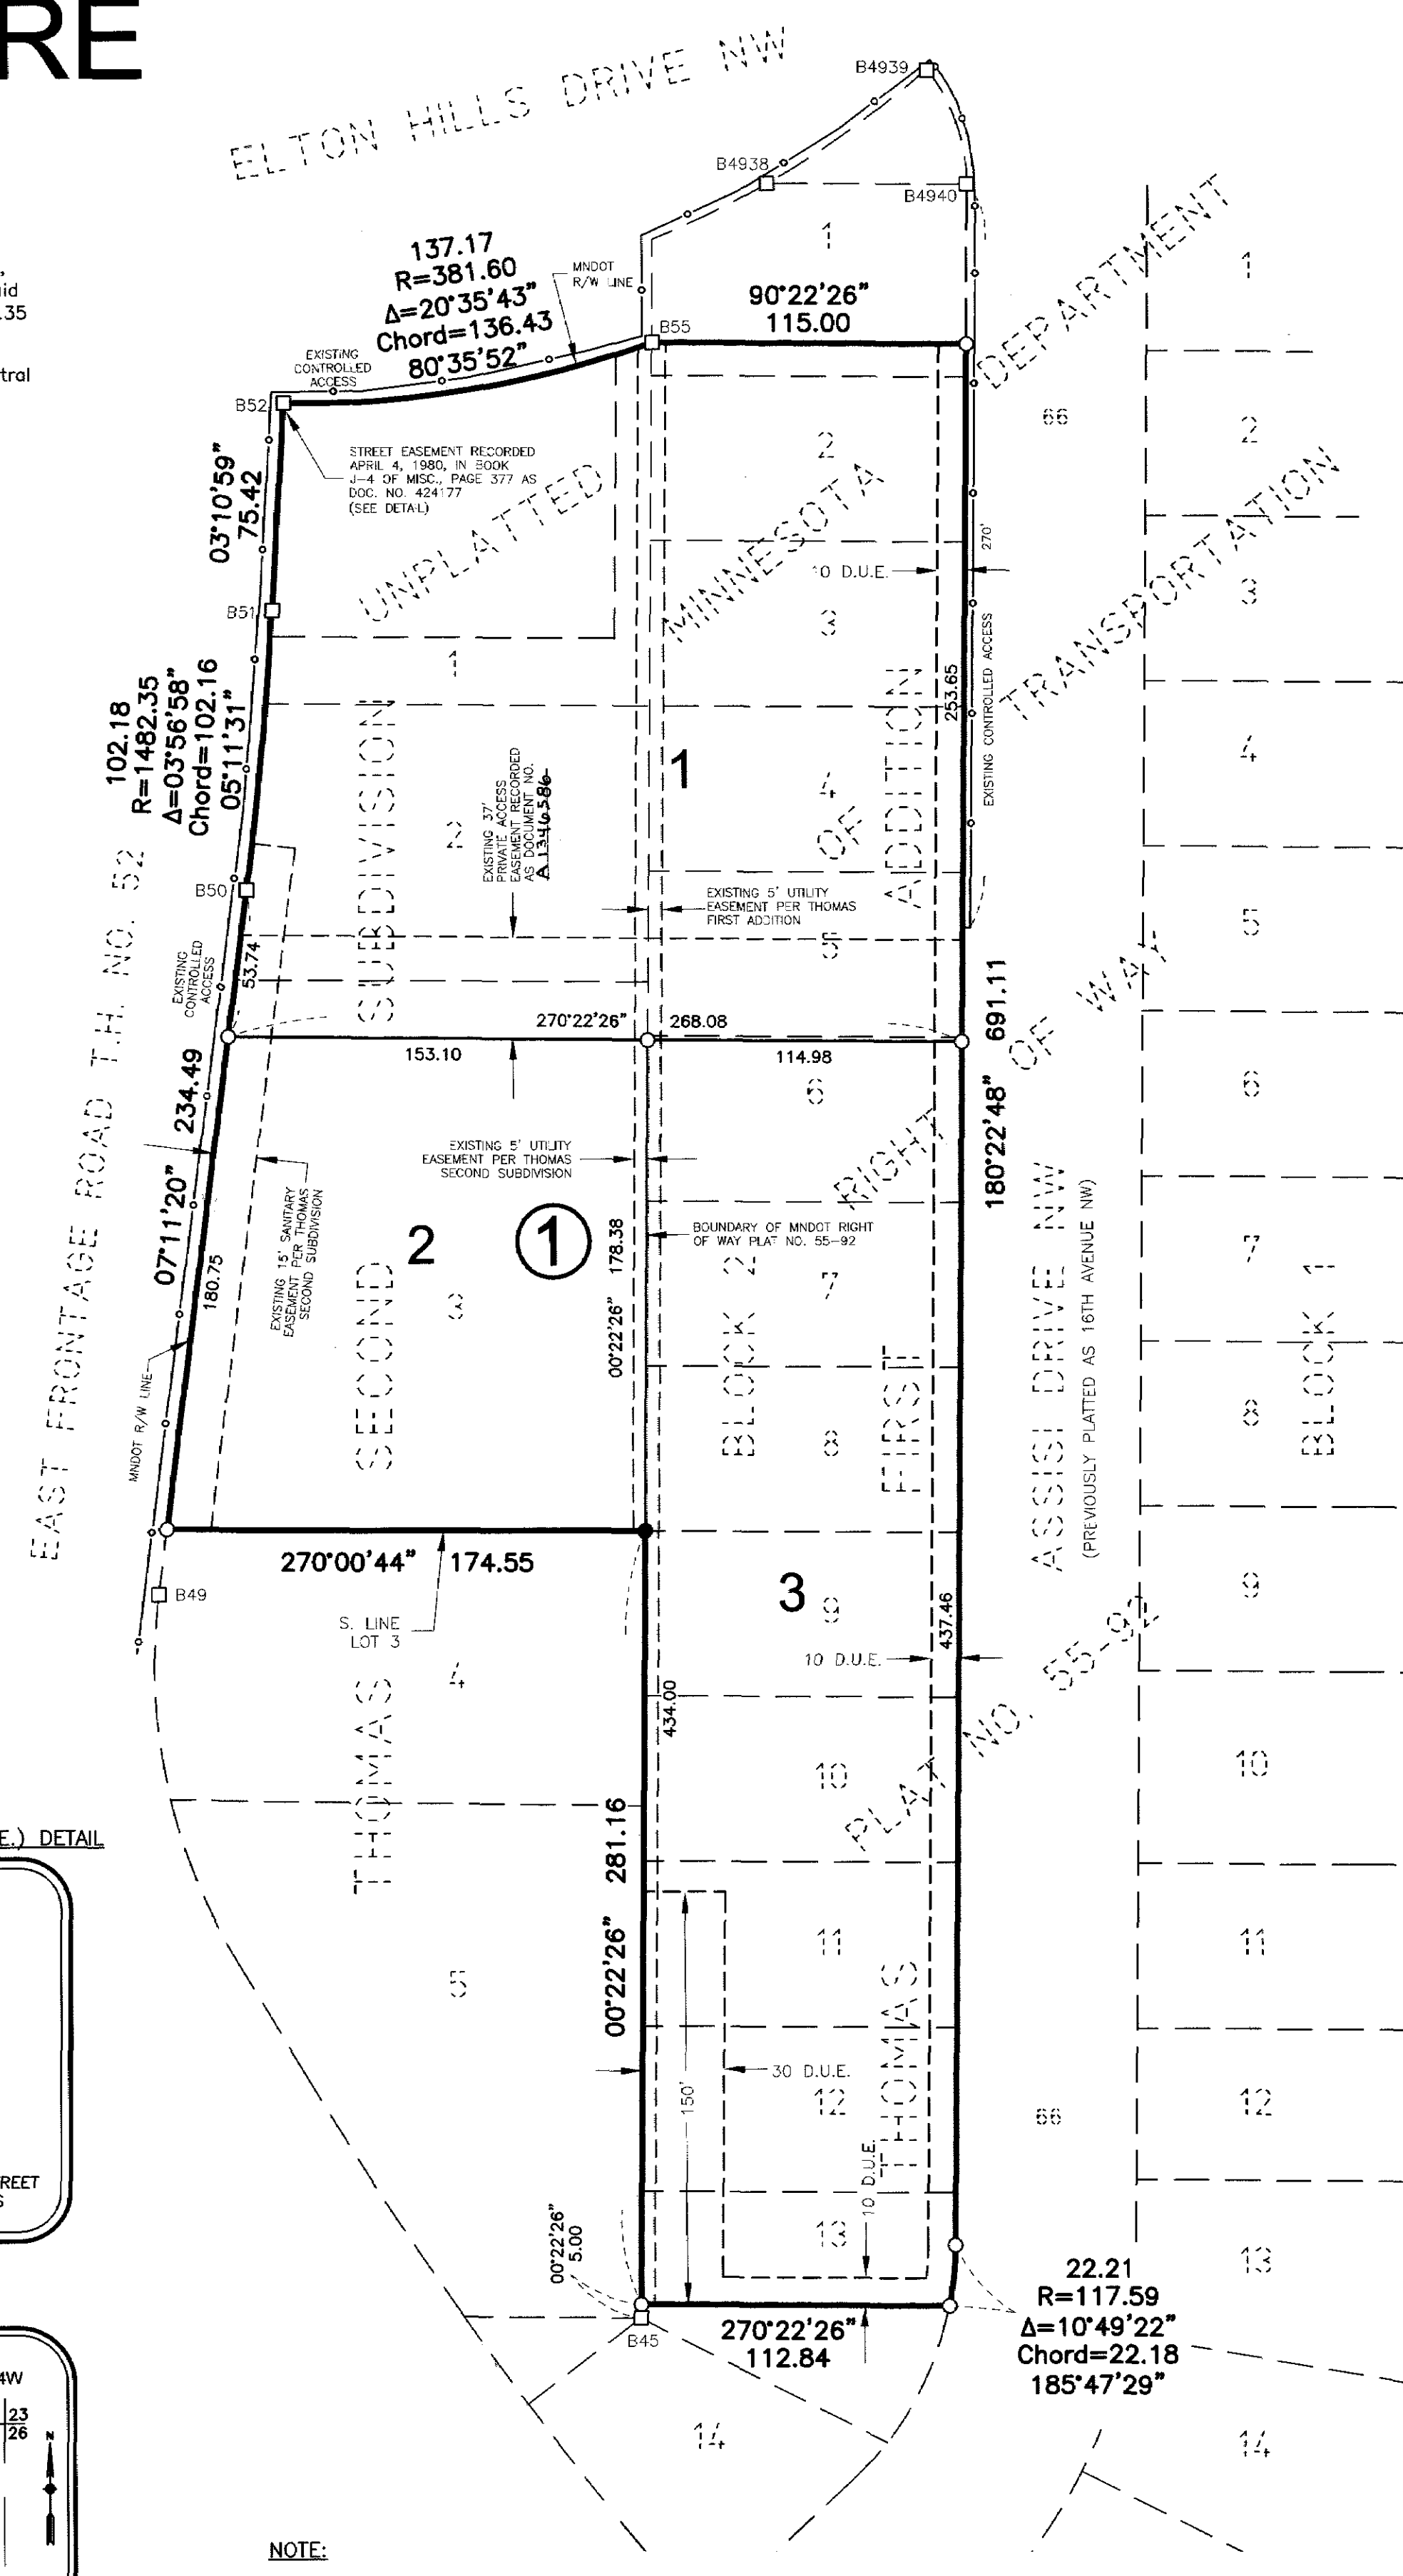 RE
ELTON HILLS DRIVE NW
B4939
B4938
B4940
1
137.17
R=381.60
Δ=20°35'43"
Chord=136.43
80°35'52"
MNDOT
R/W LINE
90°22'26"
115.00
B55
EXISTING
CONTROLLED
ACCESS
B52
35
STREET EASEMENT RECORDED
APRIL 4, 1980, IN BOOK
J-4 OF MISC., PAGE 377 AS
DOC. NO. 424177
(SEE DETAIL)
03°10'59"
75.42
B51
UNPLATTED
MINNESOTA
DEPARTMENT
OF
TRANSPORTATION
RIGHT
OF WAY
PLAT NO. 55-92
66
1
2
3
4
5
6
7
8
9
10
11
12
13
14
BLOCK 1
2
3
4
5
6
7
8
9
10
11
12
13
14
BLOCK 2
10 D.U.E.
270'
EXISTING CONTROLLED ACCESS
253.65
102.18
R=1482.35
Δ=03°56'58"
Chord=102.16
05°11'31"
B50
1
2
3
4
5
THOMAS SECOND SUBDIVISION
THOMAS FIRST ADDITION
1
EXISTING 37'
PRIVATE ACCESS
EASEMENT RECORDED
AS DOCUMENT NO.
A 1346586
EXISTING 5' UTILITY
EASEMENT PER THOMAS
FIRST ADDITION
EAST FRONTAGE ROAD T.H. NO. 52
EXISTING
CONTROLLED
ACCESS
53.74
270°22'26"
268.08
153.10
114.98
180°22'48" 691.11
07°11'20" 234.49
180.75
EXISTING 5' UTILITY
EASEMENT PER THOMAS
SECOND SUBDIVISION
EXISTING 15' SANITARY
EASEMENT PER THOMAS
SECOND SUBDIVISION
2
1
00°22'26" 178.38
BOUNDARY OF MNDOT RIGHT
OF WAY PLAT NO. 55-92
ASSISI DRIVE NW
(PREVIOUSLY PLATTED AS 16TH AVENUE NW)
MNDOT R/W LINE
270°00'44" 174.55
B49
S. LINE
LOT 3
3
437.46
10 D.U.E.
434.00
00°22'26" 281.16
E.) DETAIL
30 D.U.E.
150'
10 D.U.E.
66
00°22'26"
5.00
B45
270°22'26"
112.84
22.21
R=117.59
Δ=10°49'22"
Chord=22.18
185°47'29"
23
26
N
NOTE: